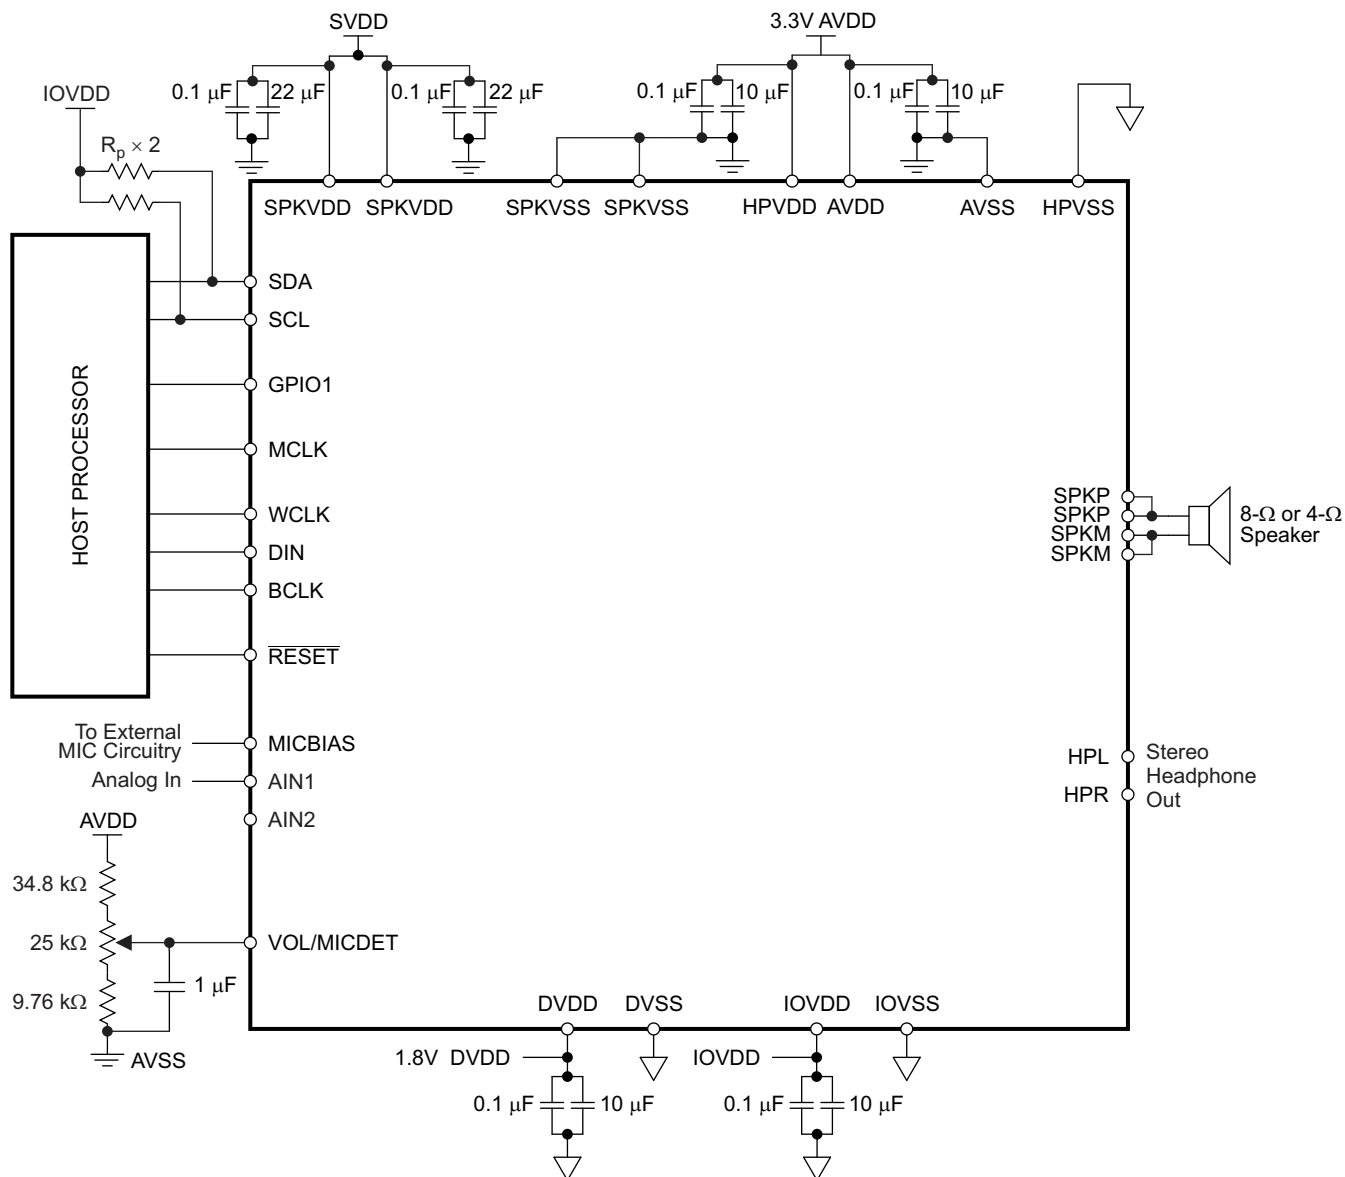 SVDD
3.3V AVDD
IOVDD
0.1 μF
22 μF
0.1 μF
22 μF
0.1 μF
10 μF
0.1 μF
10 μF
Rp × 2
SPKVDD
SPKVDD
SPKVSS
SPKVSS
HPVDD
AVDD
AVSS
HPVSS
HOST PROCESSOR
SDA
SCL
GPIO1
MCLK
WCLK
DIN
BCLK
RESET
SPKP
SPKP
SPKM
SPKM
8-Ω or 4-Ω
Speaker
To External
MIC Circuitry
MICBIAS
Analog In
AIN1
AIN2
HPL
HPR
Stereo
Headphone
Out
AVDD
34.8 kΩ
25 kΩ
9.76 kΩ
VOL/MICDET
1 μF
AVSS
DVDD
DVSS
IOVDD
IOVSS
1.8V DVDD
IOVDD
0.1 μF
10 μF
0.1 μF
10 μF